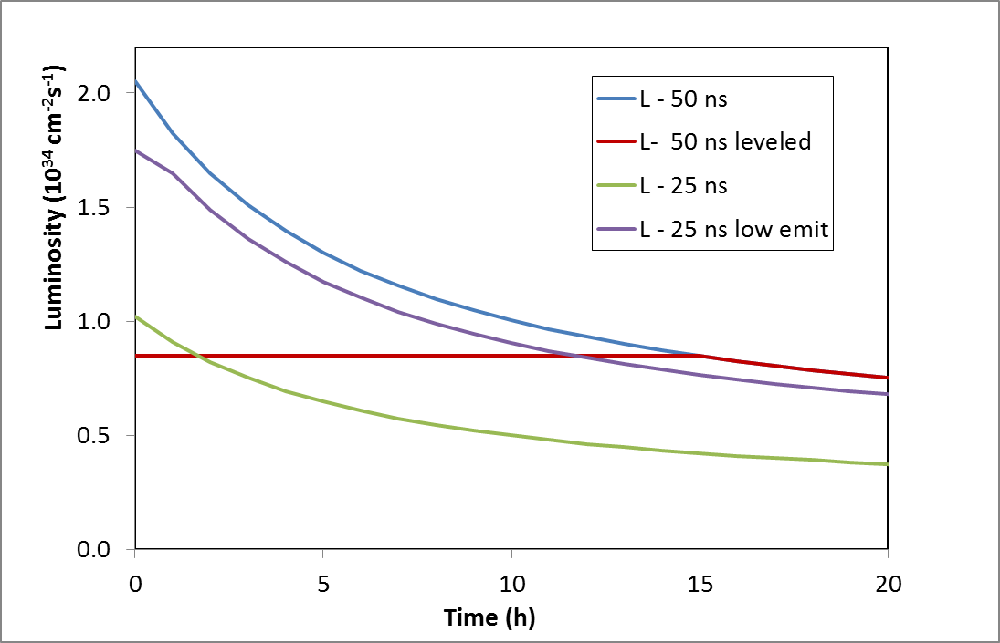 Luminosity (10³⁴ cm⁻²s⁻¹)
2.0
1.5
1.0
0.5
0.0
0
5
10
15
20
Time (h)
L - 50 ns
L-  50 ns leveled
L - 25 ns
L - 25 ns low emit